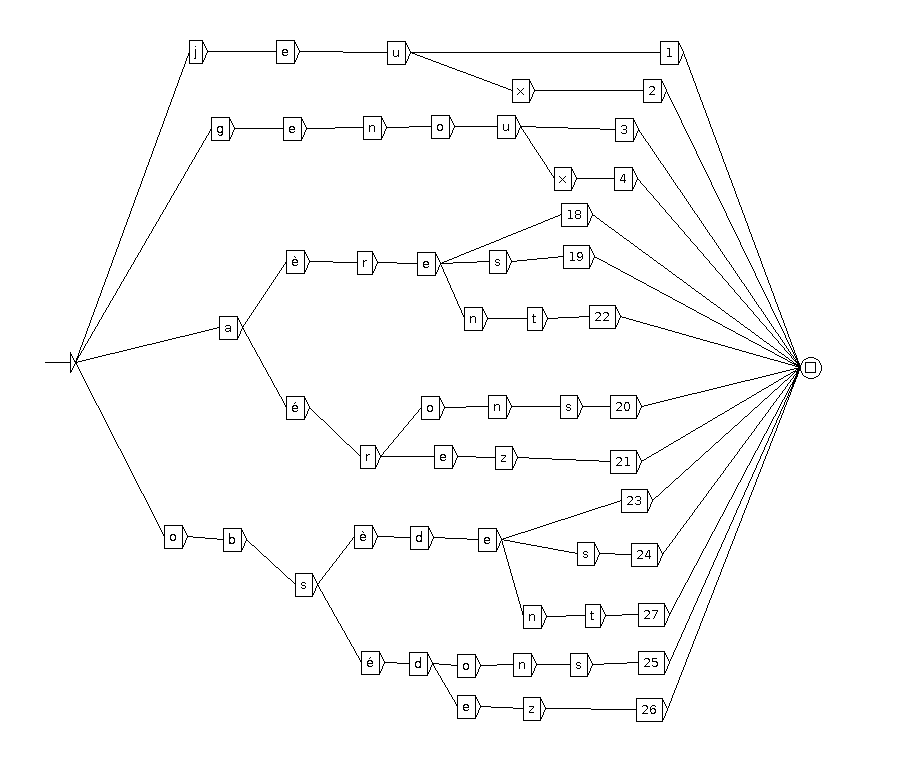 j e u 1
x 2
g e n o u 3
x 4
18
è r e s 19
n t 22
a
é o n s 20
r e z 21
23
o b è d e s 24
s
n t 27
é d o n s 25
e z 26